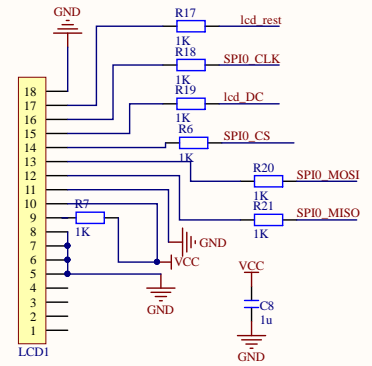 GND
R17
lcd_rest
1K
R18
SPI0_CLK
1K
R19
lcd_DC
1K
R6
SPI0_CS
1K
R20
SPI0_MOSI
1K
R21
SPI0_MISO
1K
18
17
16
15
14
13
12
11
10
9
8
7
6
5
4
3
2
1
R7
1K
GND
VCC
GND
VCC
C8
1u
GND
LCD1